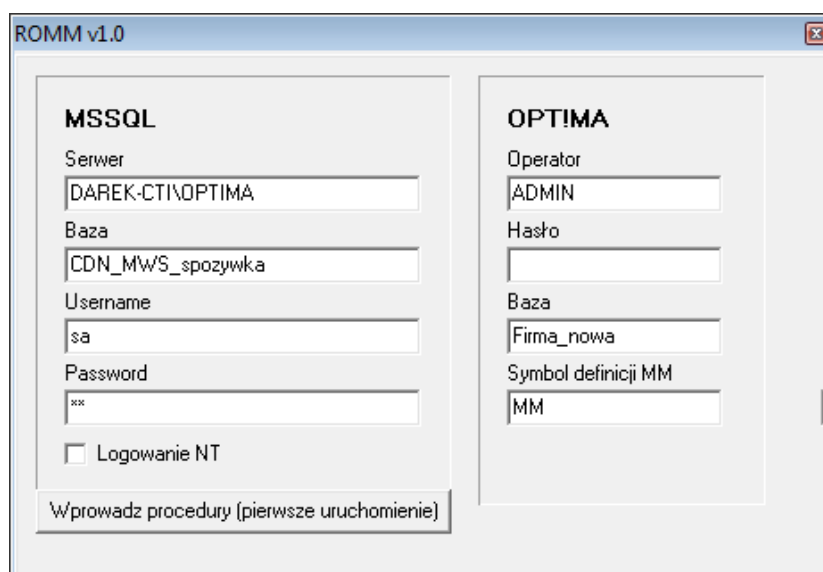 ROMM v1.0
MSSQL
Serwer
DAREK-CTI\OPTIMA
Baza
CDN_MWS_spozywka
Username
sa
Password
**
Logowanie NT
Wprowadz procedury (pierwsze uruchomienie)
OPT!MA
Operator
ADMIN
Hasło
Baza
Firma_nowa
Symbol definicji MM
MM